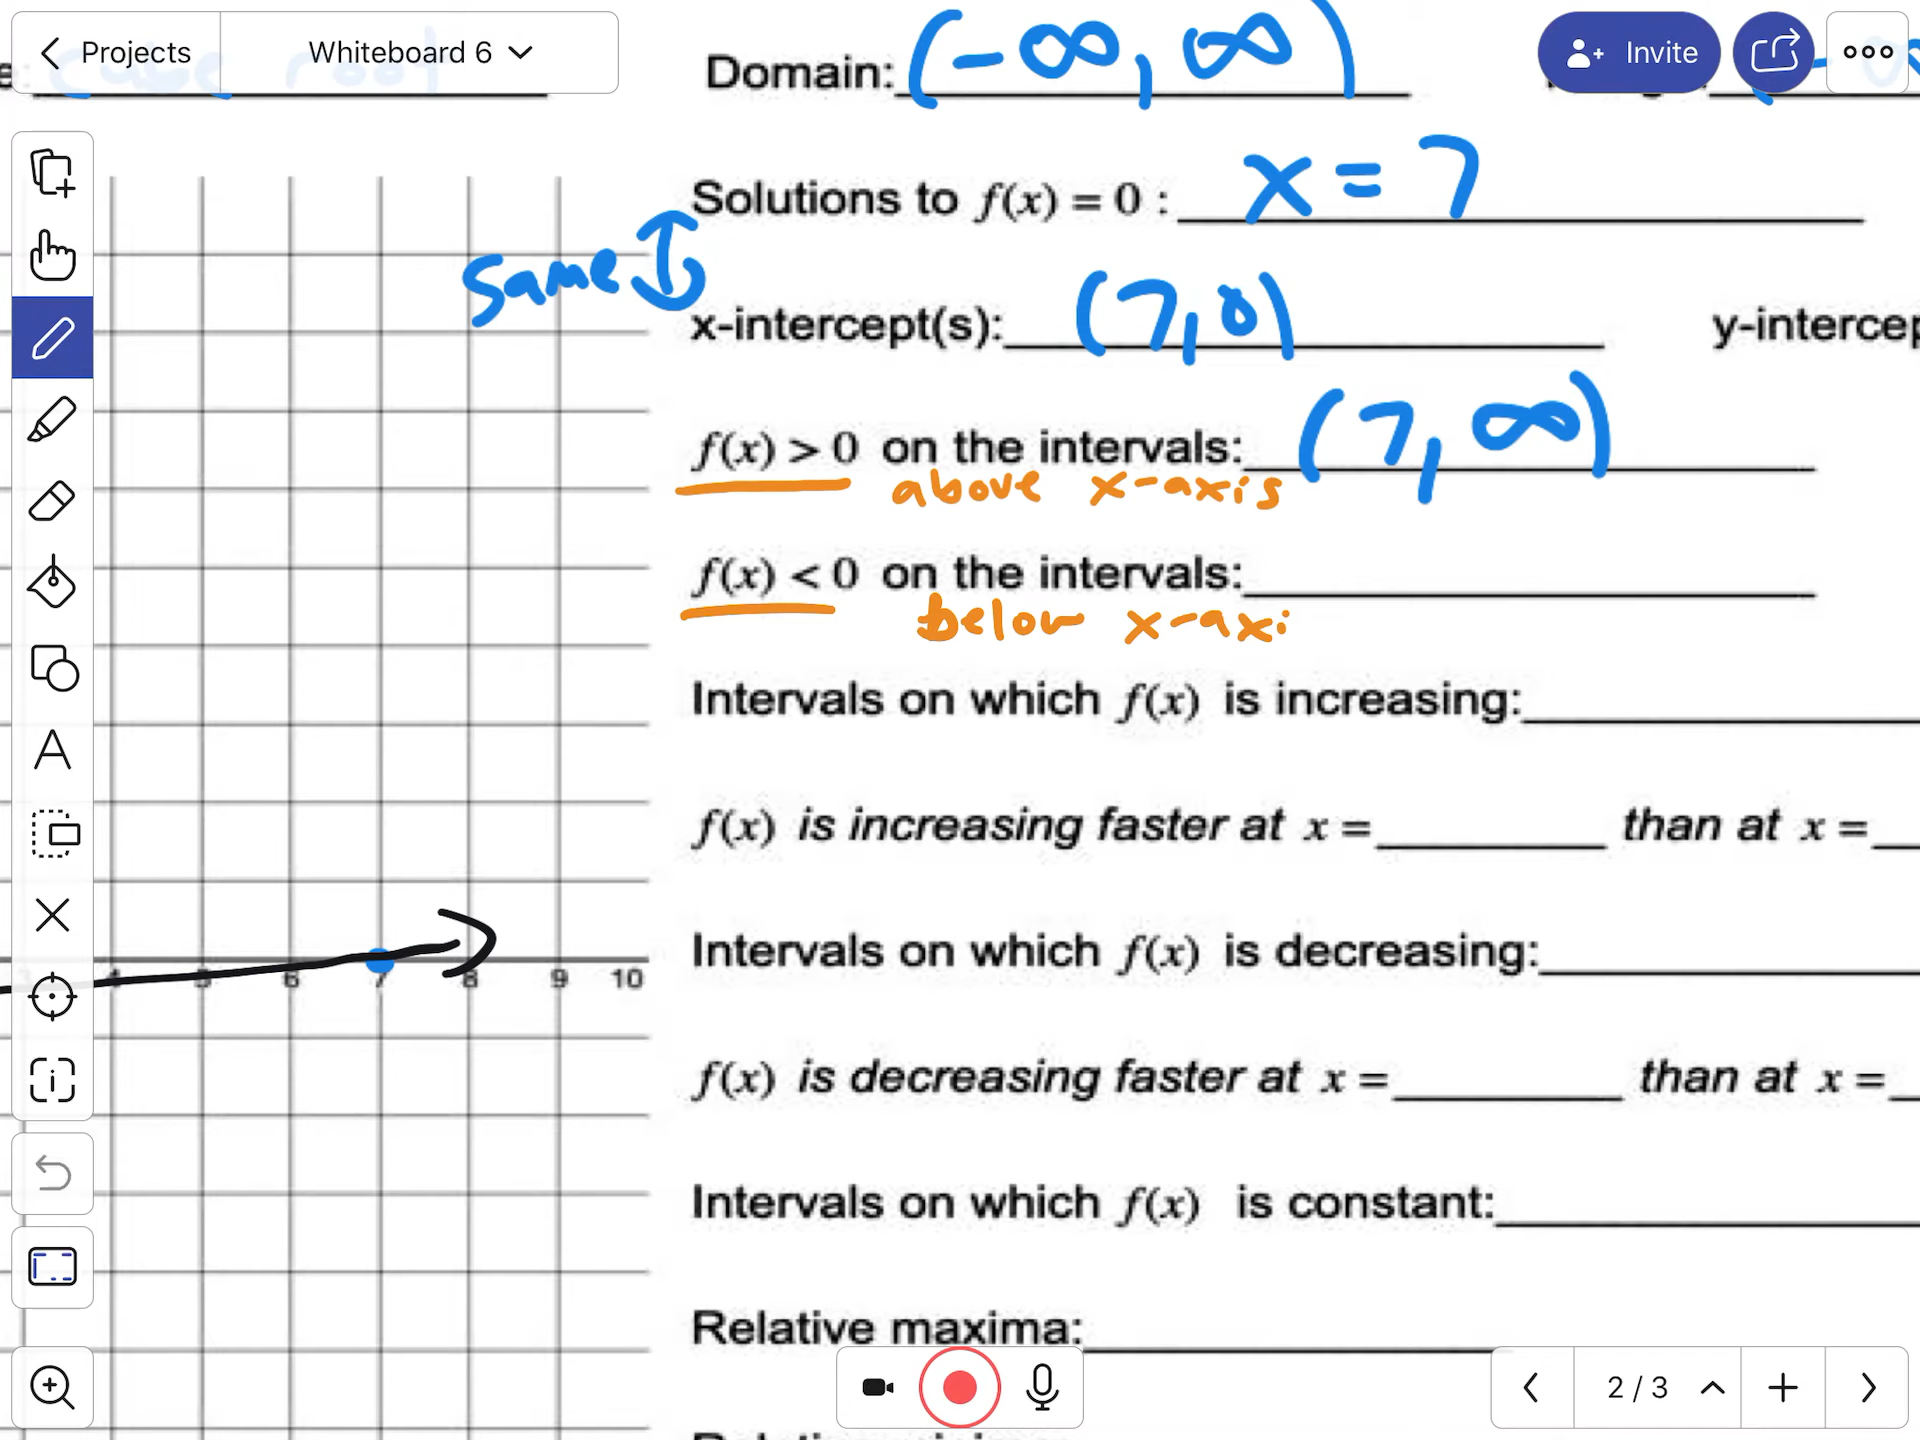 Projects
Whiteboard 6
Invite
Domain: (-∞, ∞)
Solutions to f(x) = 0 : x = 7
same
x-intercept(s): (7,0)
y-intercep
f(x) > 0 on the intervals: (7, ∞)
above x-axis
f(x) < 0 on the intervals:
below x-axi
Intervals on which f(x) is increasing:
f(x) is increasing faster at x = than at x =
4 5 6 7 8 9 10
Intervals on which f(x) is decreasing:
f(x) is decreasing faster at x = than at x =
Intervals on which f(x) is constant:
Relative maxima:
2 / 3